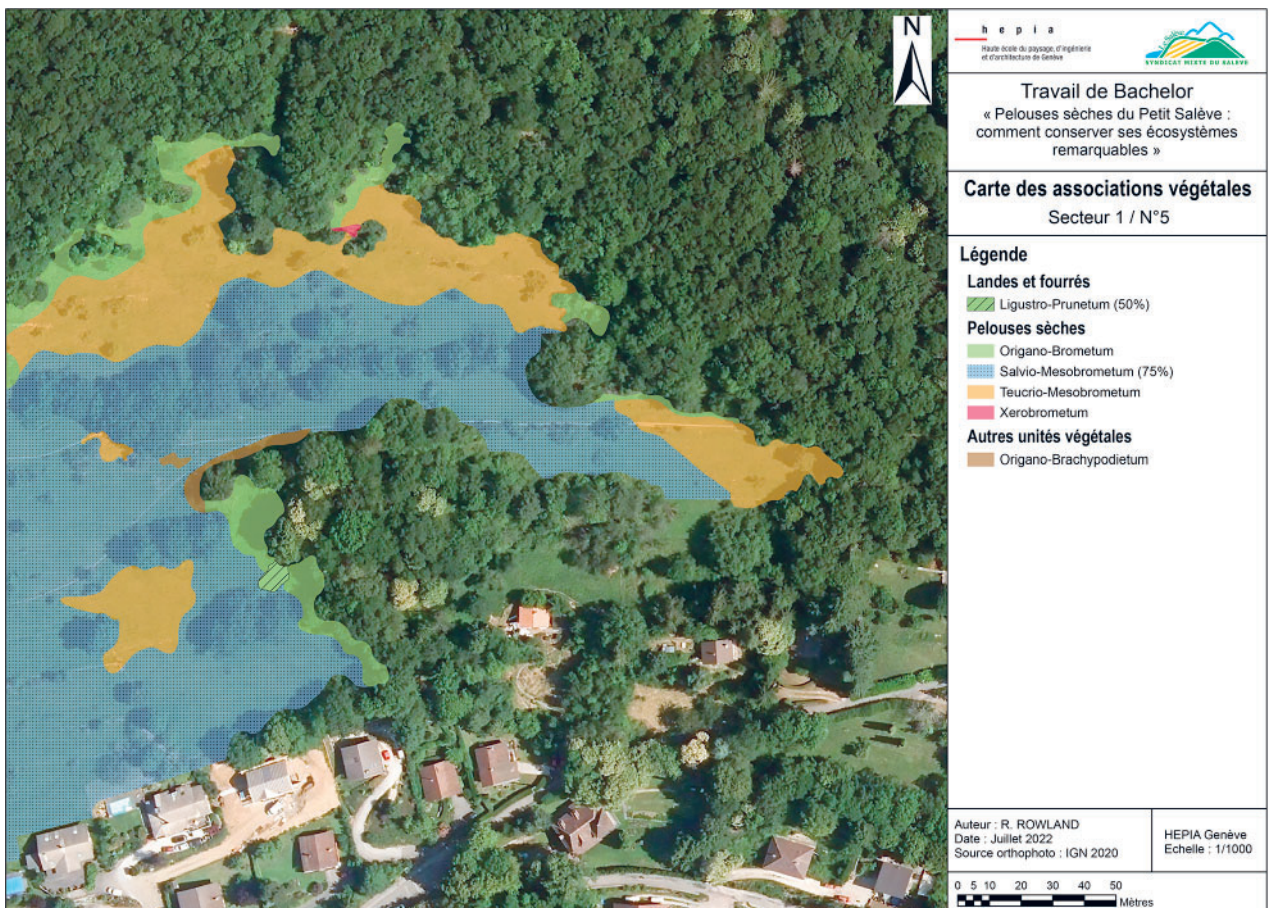 N
h e p i a
Haute école du paysage, d'ingénierie
et d'architecture de Genève
Le Salève
SYNDICAT MIXTE DU SALÈVE
Travail de Bachelor
« Pelouses sèches du Petit Salève :
comment conserver ses écosystèmes
remarquables »
Carte des associations végétales
Secteur 1 / N°5
Légende
Landes et fourrés
Ligustro-Prunetum (50%)
Pelouses sèches
Origano-Brometum
Salvio-Mesobrometum (75%)
Teucrio-Mesobrometum
Xerobrometum
Autres unités végétales
Origano-Brachypodietum
Auteur : R. ROWLAND
Date : Juillet 2022
Source orthophoto : IGN 2020
HEPIA Genève
Echelle : 1/1000
0 5 10 20 30 40 50
Mètres